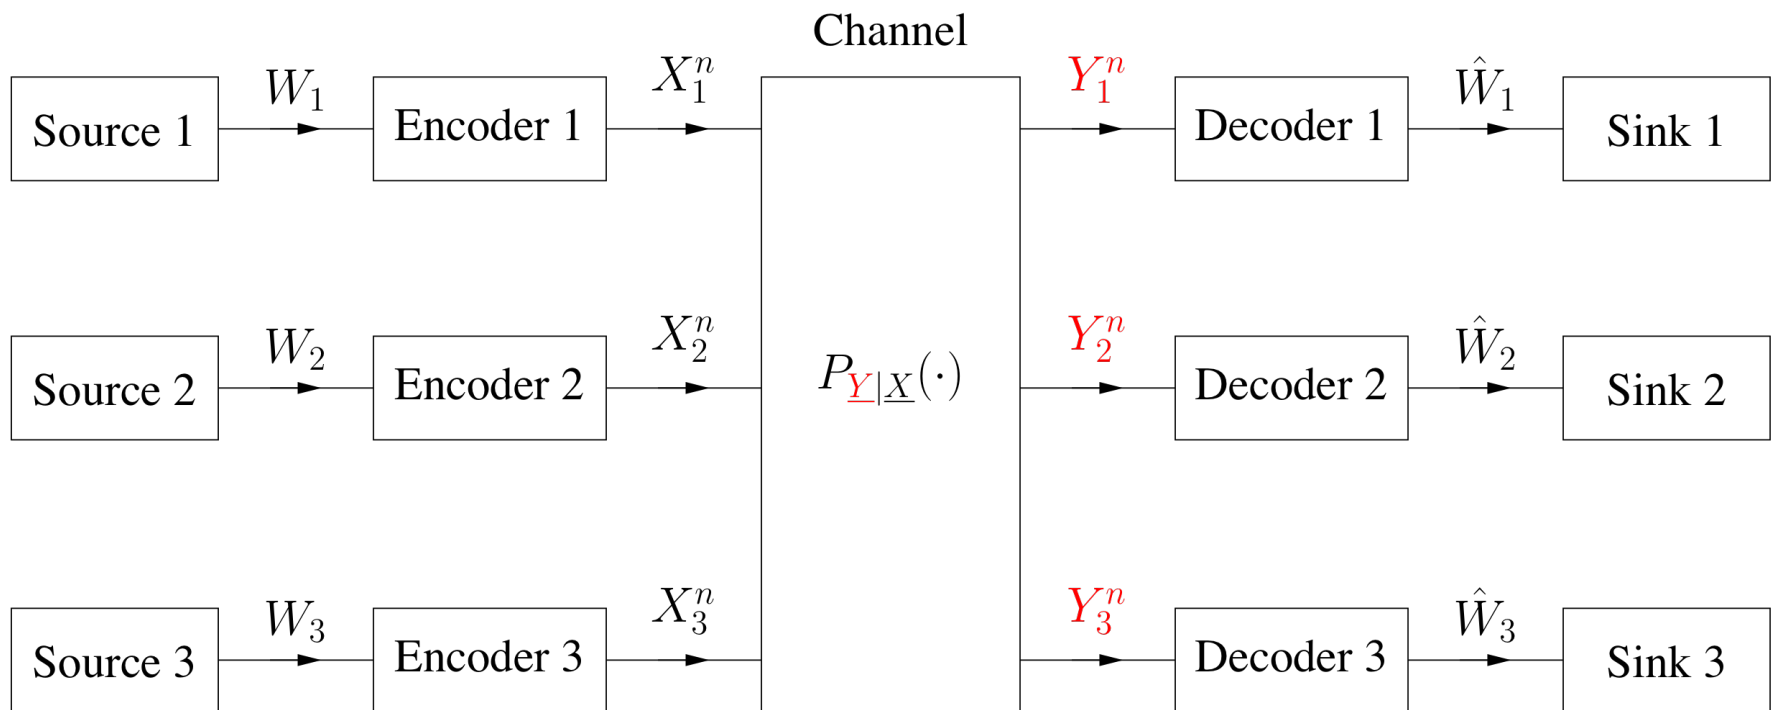 Channel
Source 1 W₁ Encoder 1 X₁ⁿ Y₁ⁿ Decoder 1 Ŵ₁ Sink 1
Source 2 W₂ Encoder 2 X₂ⁿ P_{Y|X}(·) Y₂ⁿ Decoder 2 Ŵ₂ Sink 2
Source 3 W₃ Encoder 3 X₃ⁿ Y₃ⁿ Decoder 3 Ŵ₃ Sink 3